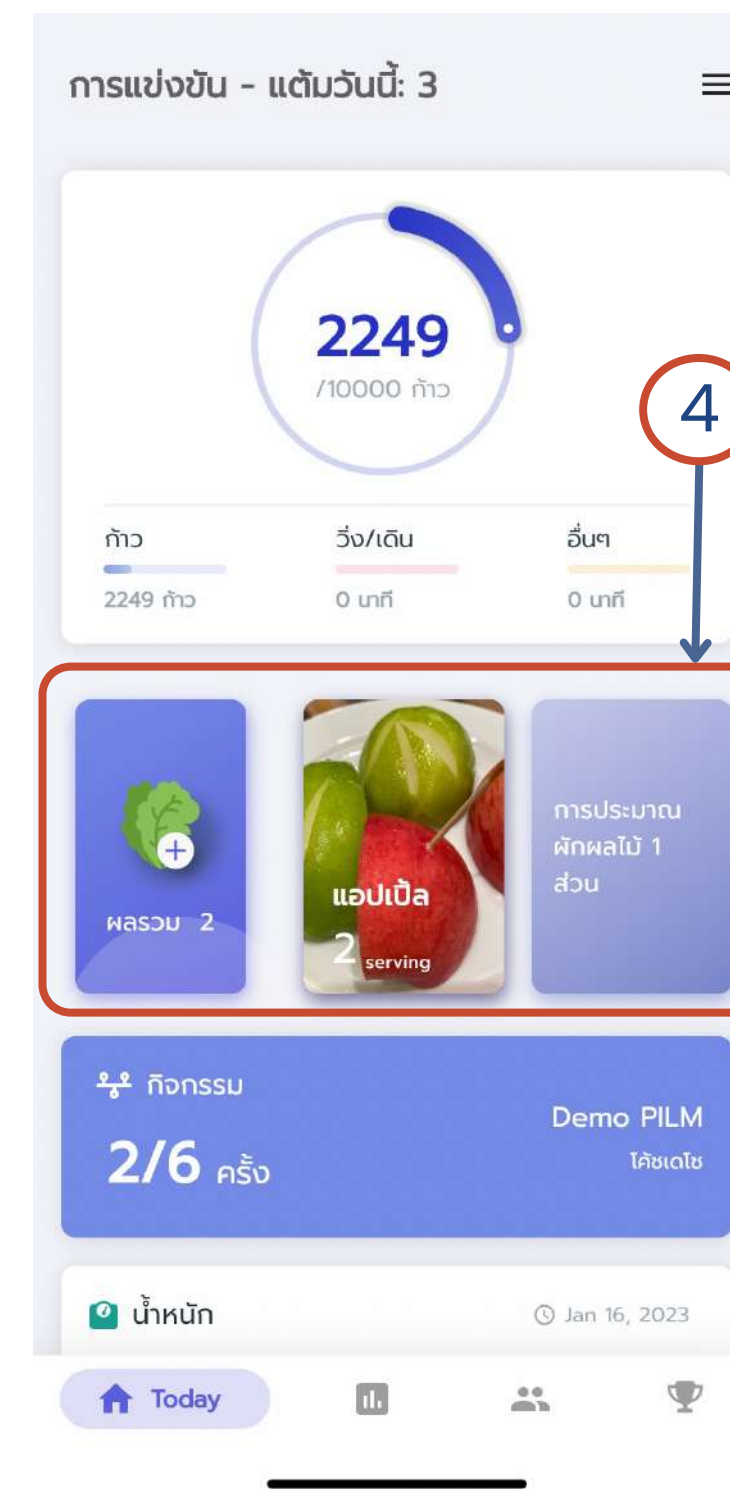 การแข่งขัน - แต้มวันนี้: 3
2249
/10000 ก้าว
4
ก้าว
วิ่ง/เดิน
อื่นๆ
2249 ก้าว
0 นาที
0 นาที
ผลรวม 2
แอปเปิ้ล
2 serving
การประมาณ
ผักผลไม้ 1
ส่วน
กิจกรรม
2/6 ครั้ง
Demo PILM
โค้ชเดโช
น้ำหนัก
Jan 16, 2023
Today